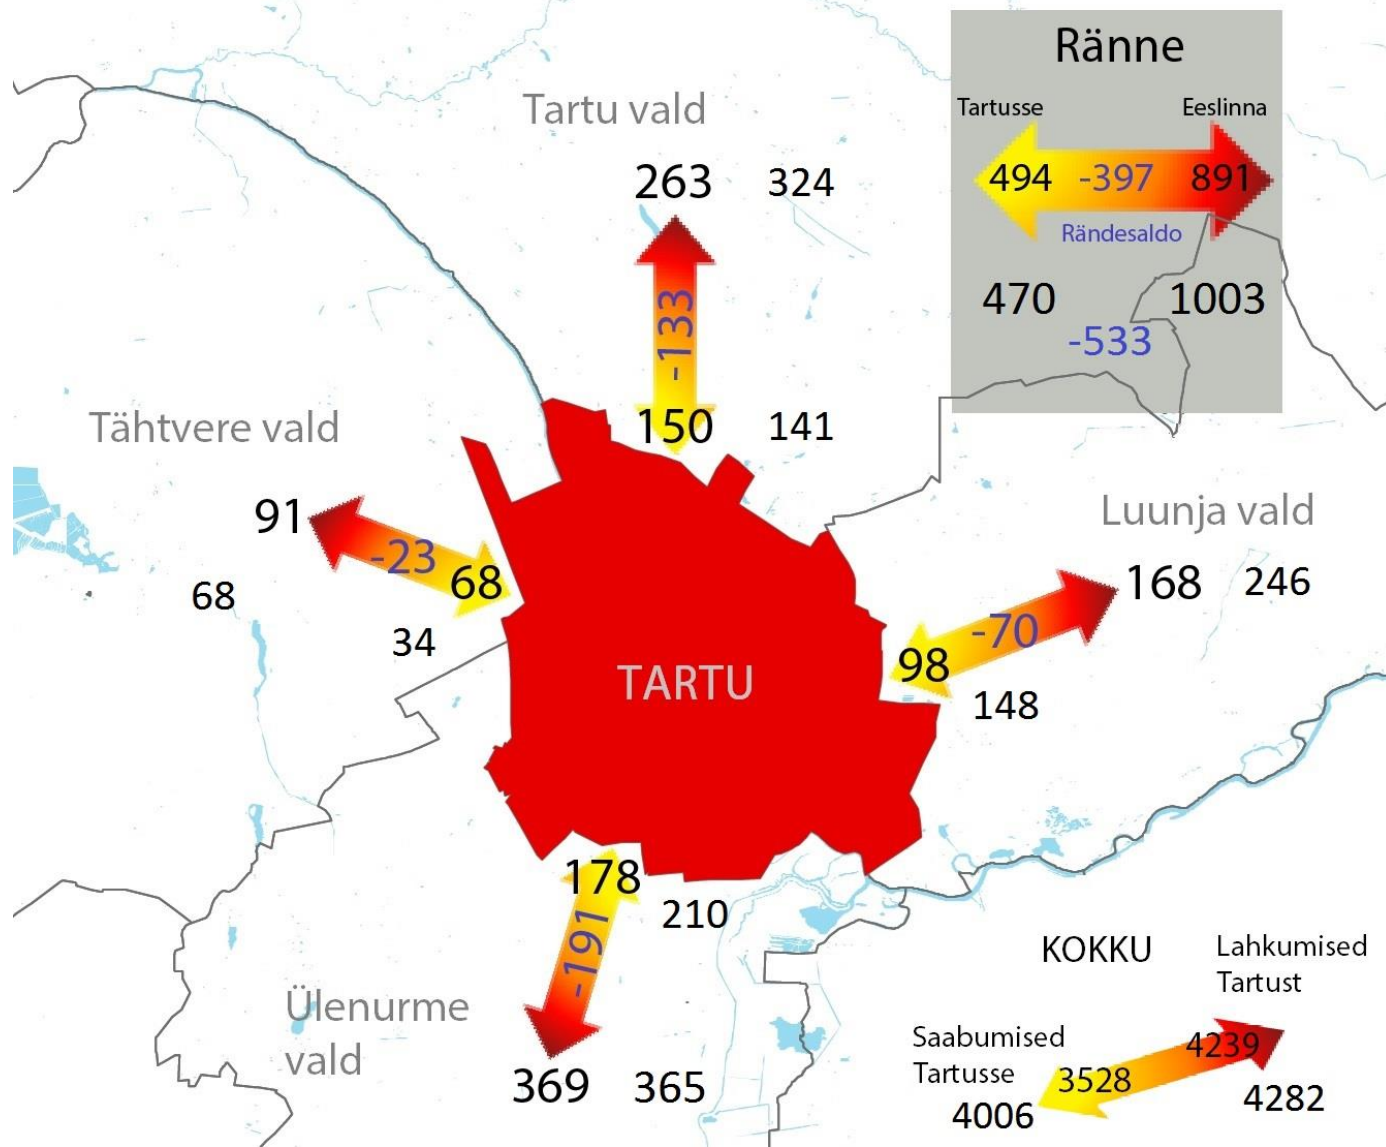 Ränne
Tartusse Eeslinna
494 -397 891
Rändesaldo
470 1003
-533
Tartu vald
263 324
-133
150 141
Tähtvere vald
91
-23
68
68
34
Luunja vald
168 246
-70
98
148
TARTU
178
210
-191
Ülenurme
vald
369 365
KOKKU
Lahkumised
Tartust
Saabumised
Tartusse
4239
3528
4006
4282